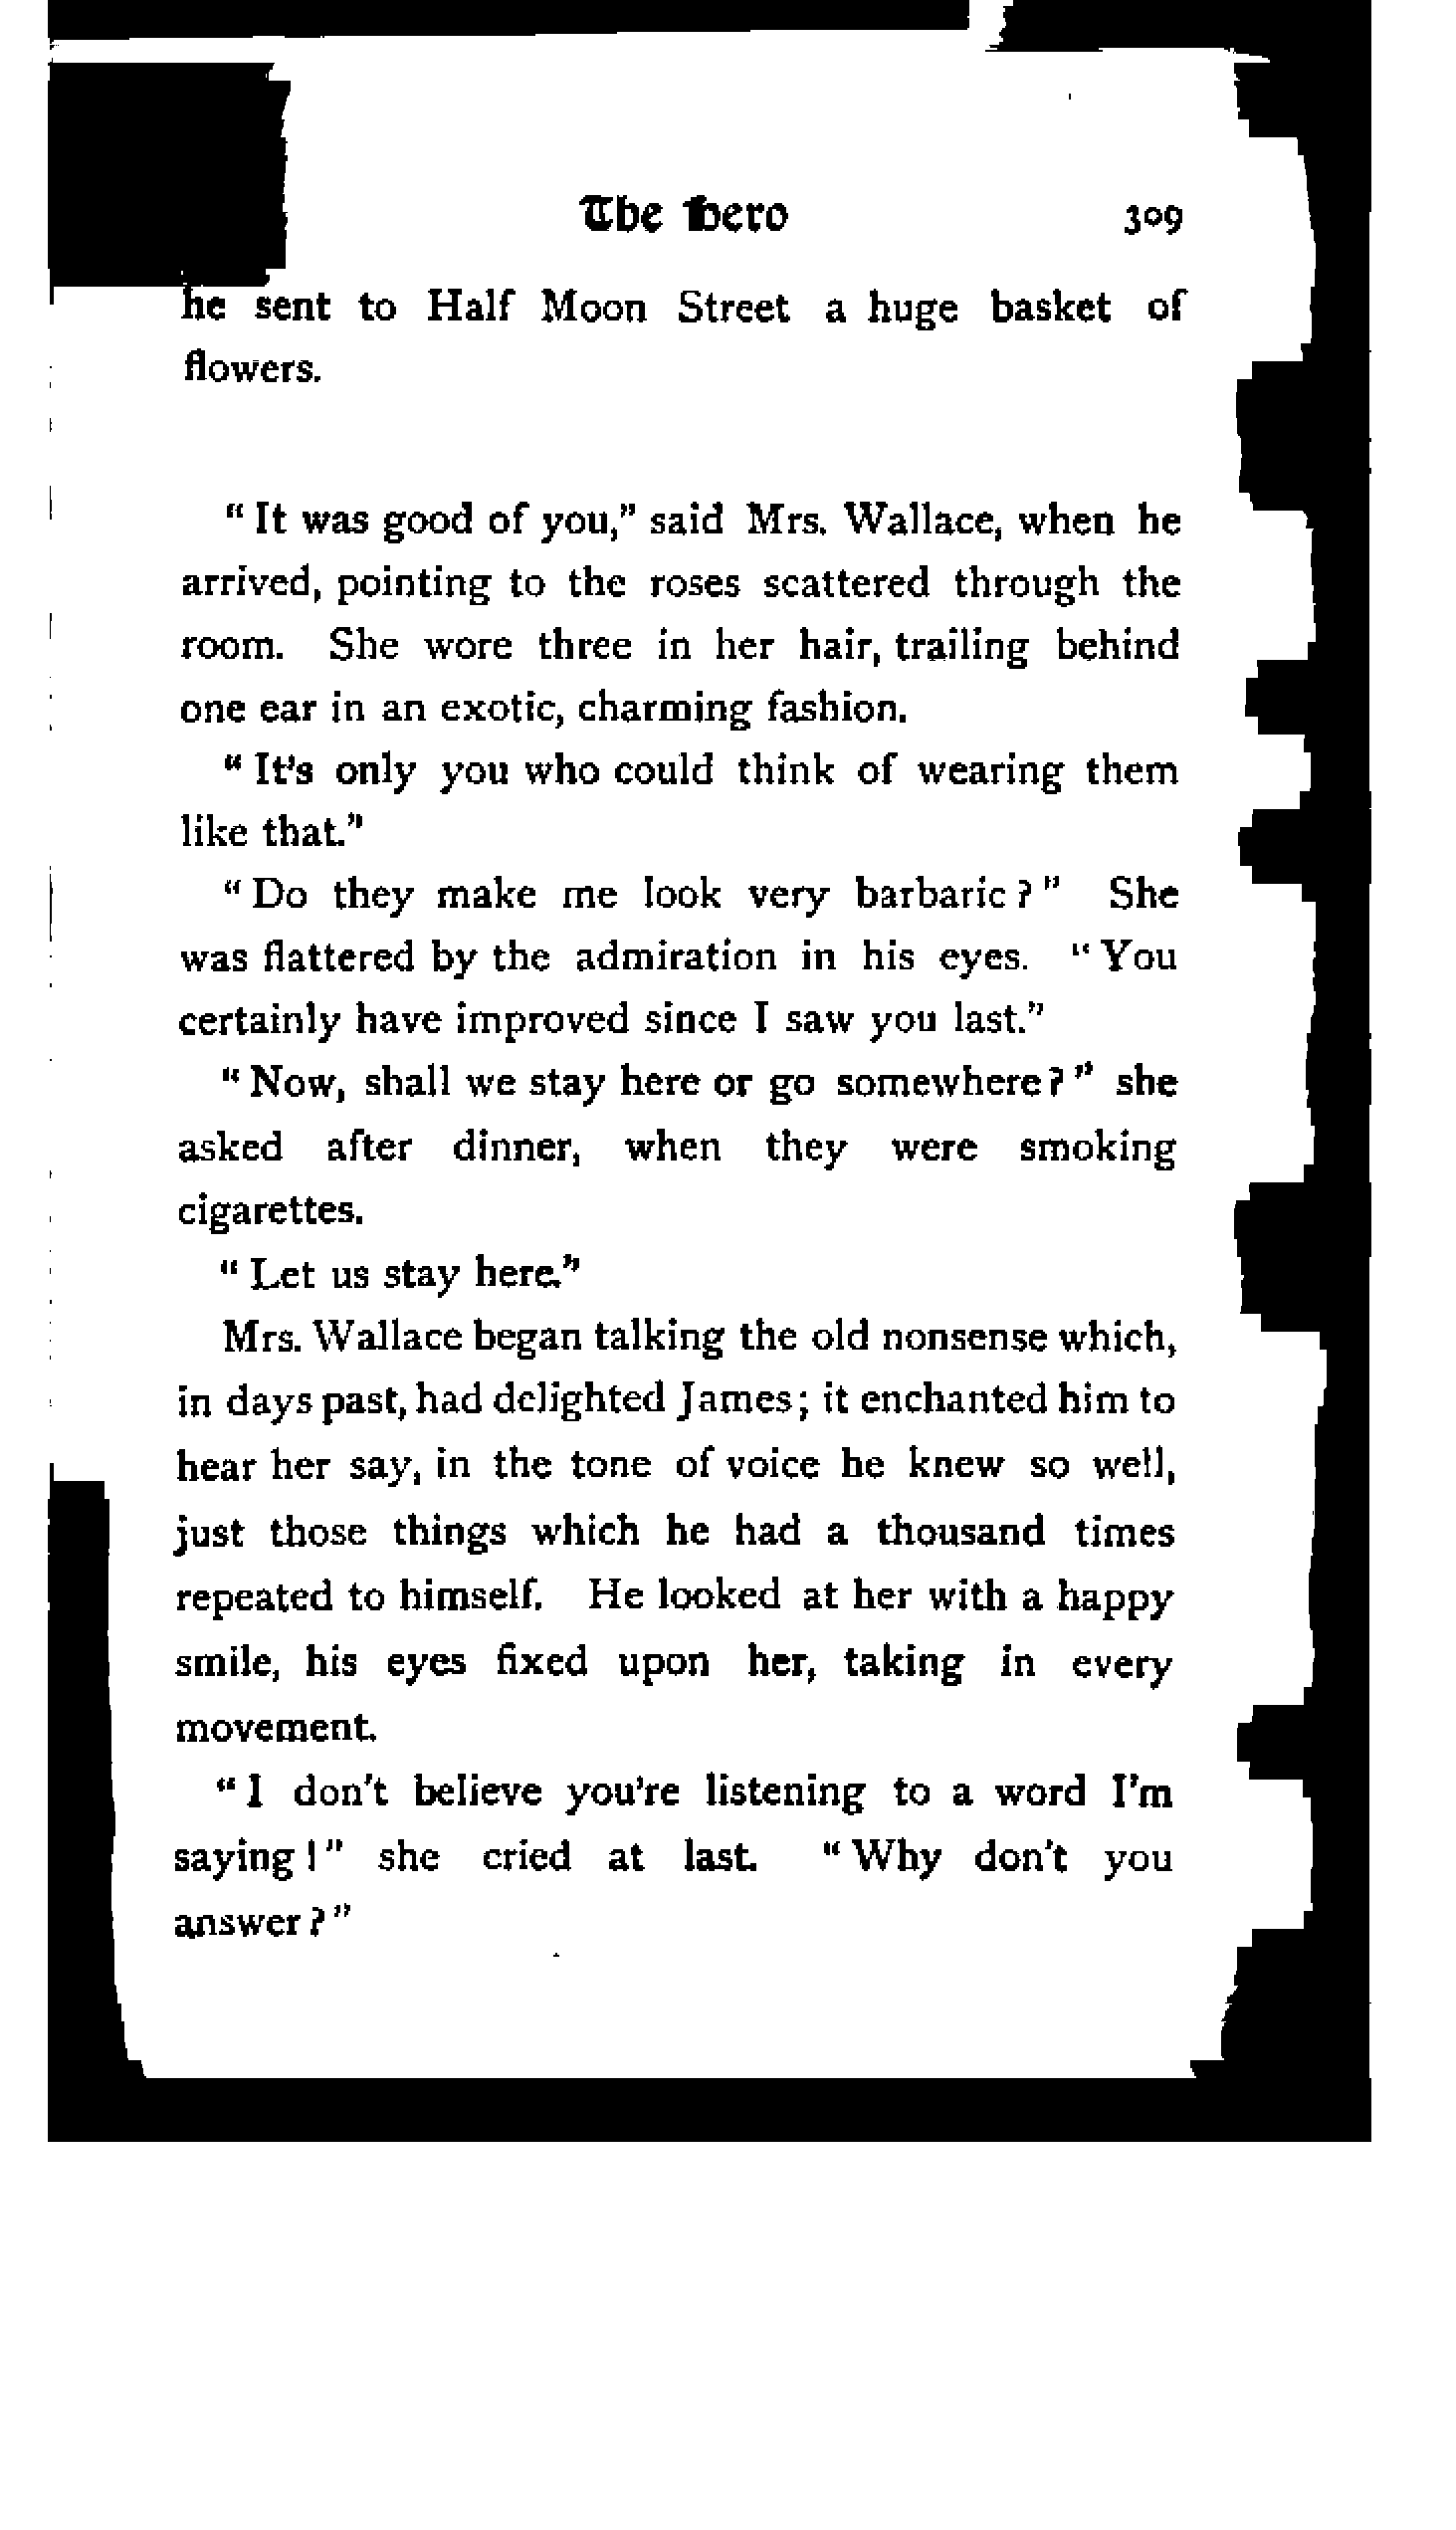 The Hero 309
he sent to Half Moon Street a huge basket of
flowers.
“ It was good of you,” said Mrs. Wallace, when he
arrived, pointing to the roses scattered through the
room. She wore three in her hair, trailing behind
one ear in an exotic, charming fashion.
“ It’s only you who could think of wearing them
like that.”
“ Do they make me look very barbaric ? ” She
was flattered by the admiration in his eyes. “ You
certainly have improved since I saw you last.”
“ Now, shall we stay here or go somewhere ? ” she
asked after dinner, when they were smoking
cigarettes.
“ Let us stay here.”
Mrs. Wallace began talking the old nonsense which,
in days past, had delighted James ; it enchanted him to
hear her say, in the tone of voice he knew so well,
just those things which he had a thousand times
repeated to himself. He looked at her with a happy
smile, his eyes fixed upon her, taking in every
movement.
“ I don’t believe you’re listening to a word I’m
saying ! ” she cried at last. “ Why don’t you
answer ? ”